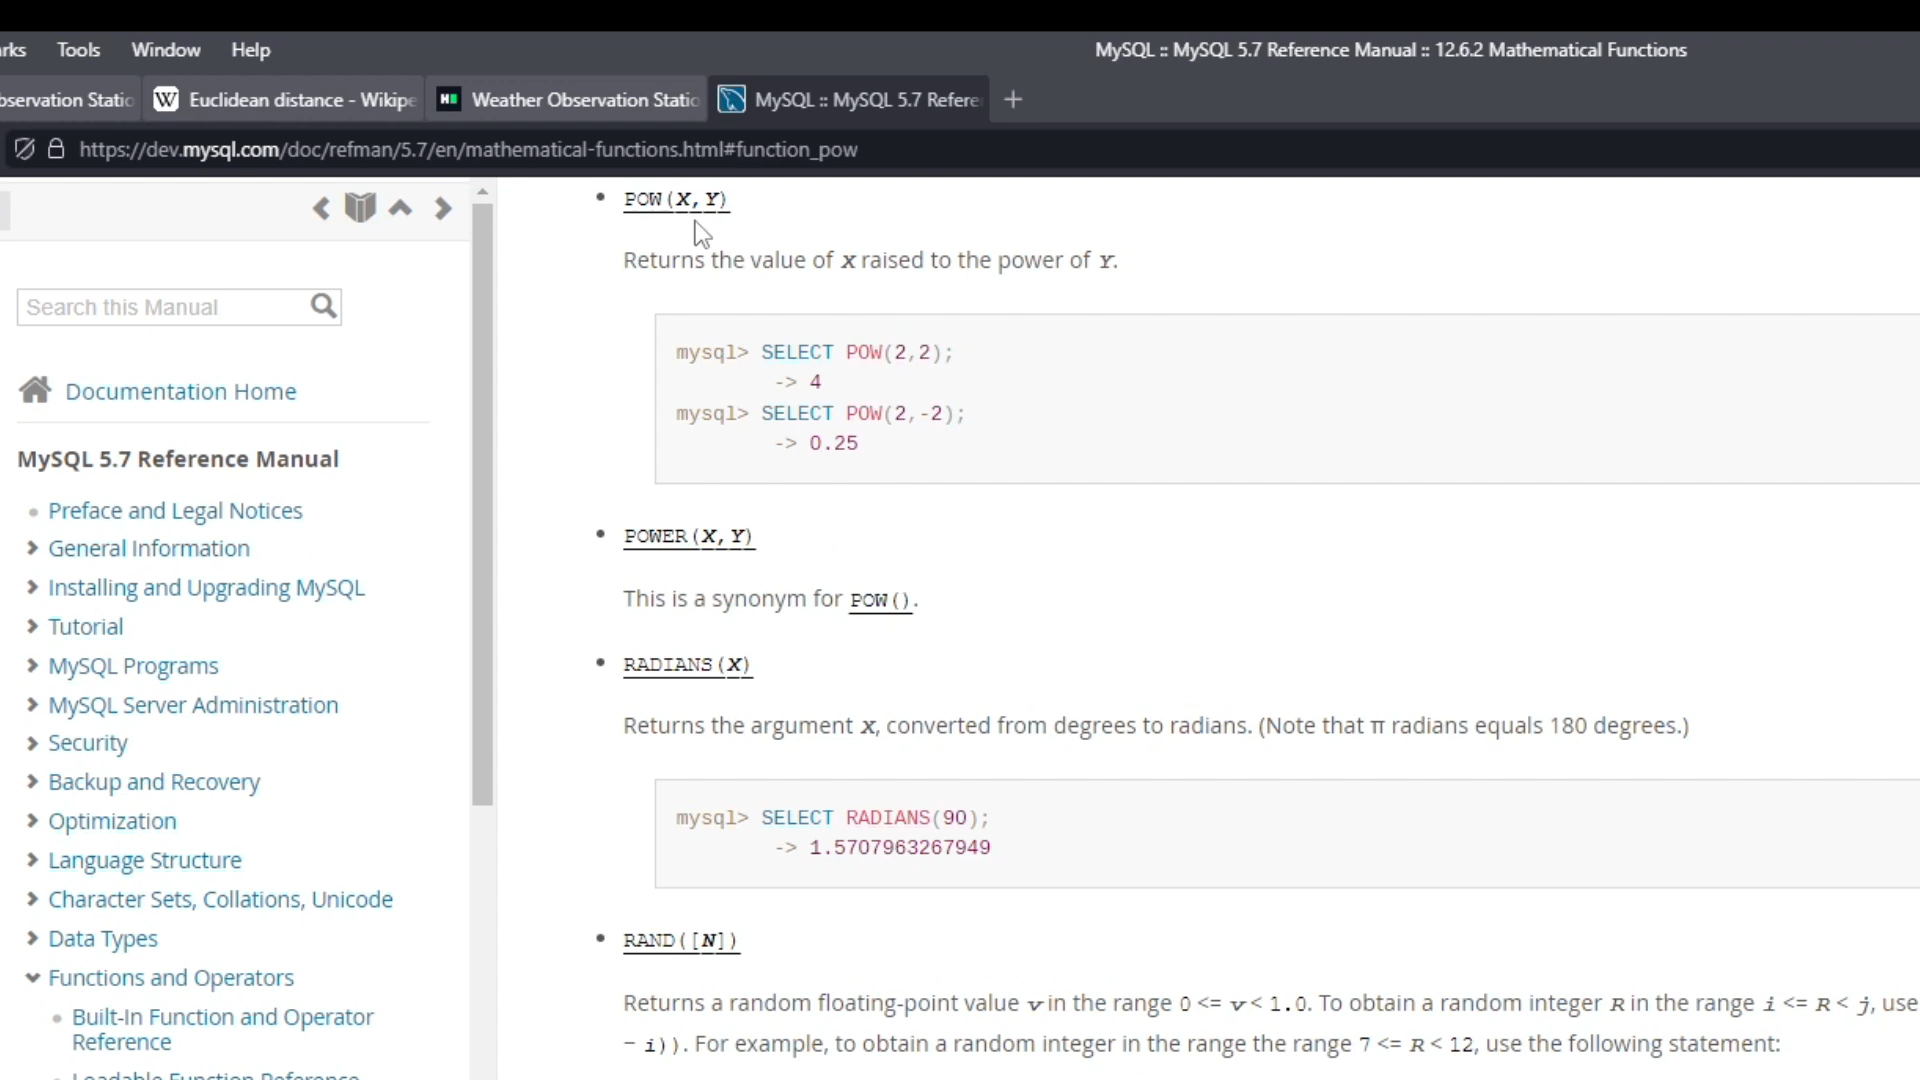 rks Tools Window Help
MySQL :: MySQL 5.7 Reference Manual :: 12.6.2 Mathematical Functions
bservation Statio
W Euclidean distance - Wikipe
H Weather Observation Statio
MySQL :: MySQL 5.7 Refere
https://dev.mysql.com/doc/refman/5.7/en/mathematical-functions.html#function_pow
Search this Manual
Documentation Home
MySQL 5.7 Reference Manual
Preface and Legal Notices
General Information
Installing and Upgrading MySQL
Tutorial
MySQL Programs
MySQL Server Administration
Security
Backup and Recovery
Optimization
Language Structure
Character Sets, Collations, Unicode
Data Types
Functions and Operators
Built-In Function and Operator
Reference
Loadable Function Reference
POW(X,Y)
Returns the value of X raised to the power of Y.
mysql> SELECT POW(2,2);
-> 4
mysql> SELECT POW(2,-2);
-> 0.25
POWER(X,Y)
This is a synonym for POW().
RADIANS(X)
Returns the argument X, converted from degrees to radians. (Note that π radians equals 180 degrees.)
mysql> SELECT RADIANS(90);
-> 1.5707963267949
RAND([N])
Returns a random floating-point value v in the range 0 <= v < 1.0. To obtain a random integer R in the range i <= R < j, use
− i)). For example, to obtain a random integer in the range the range 7 <= R < 12, use the following statement: